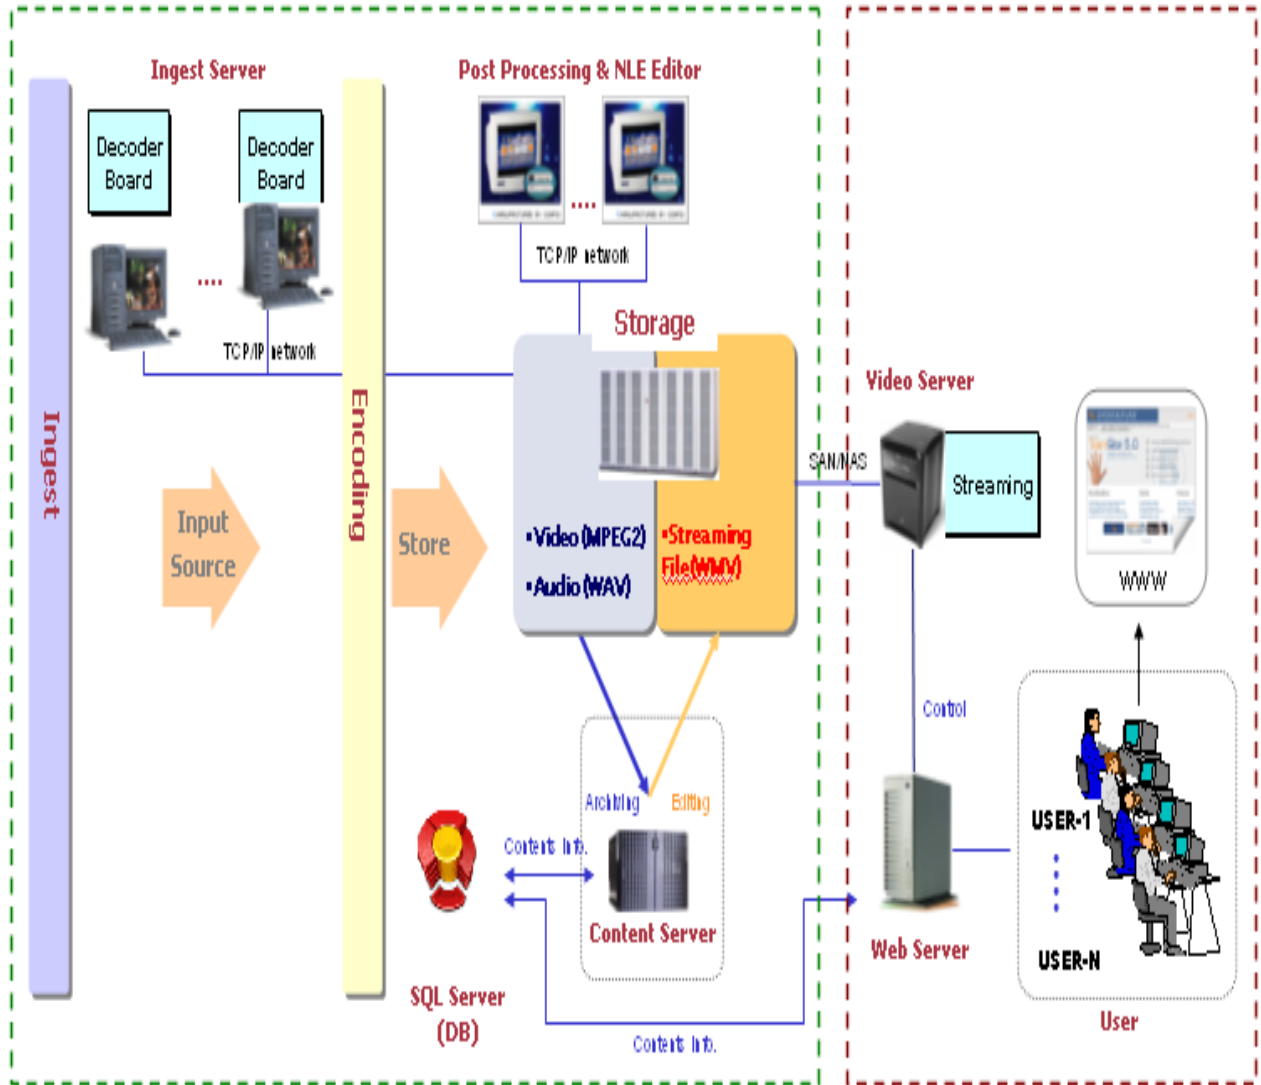 Ingest Server
Post Processing & NLE Editor
Decoder
Board
Decoder
Board
....
....
TCP/IP network
TCP/IP network
Storage
Ingest
Encoding
Input
Source
Store
•Video (MPEG2)
•Audio (WAV)
•Streaming
File(WMV)
Video Server
SAN/NAS
Streaming
WWW
Control
Archiving
Editing
Contents Info.
Content Server
SQL Server
(DB)
Contents Info.
Web Server
USER-1
USER-N
User